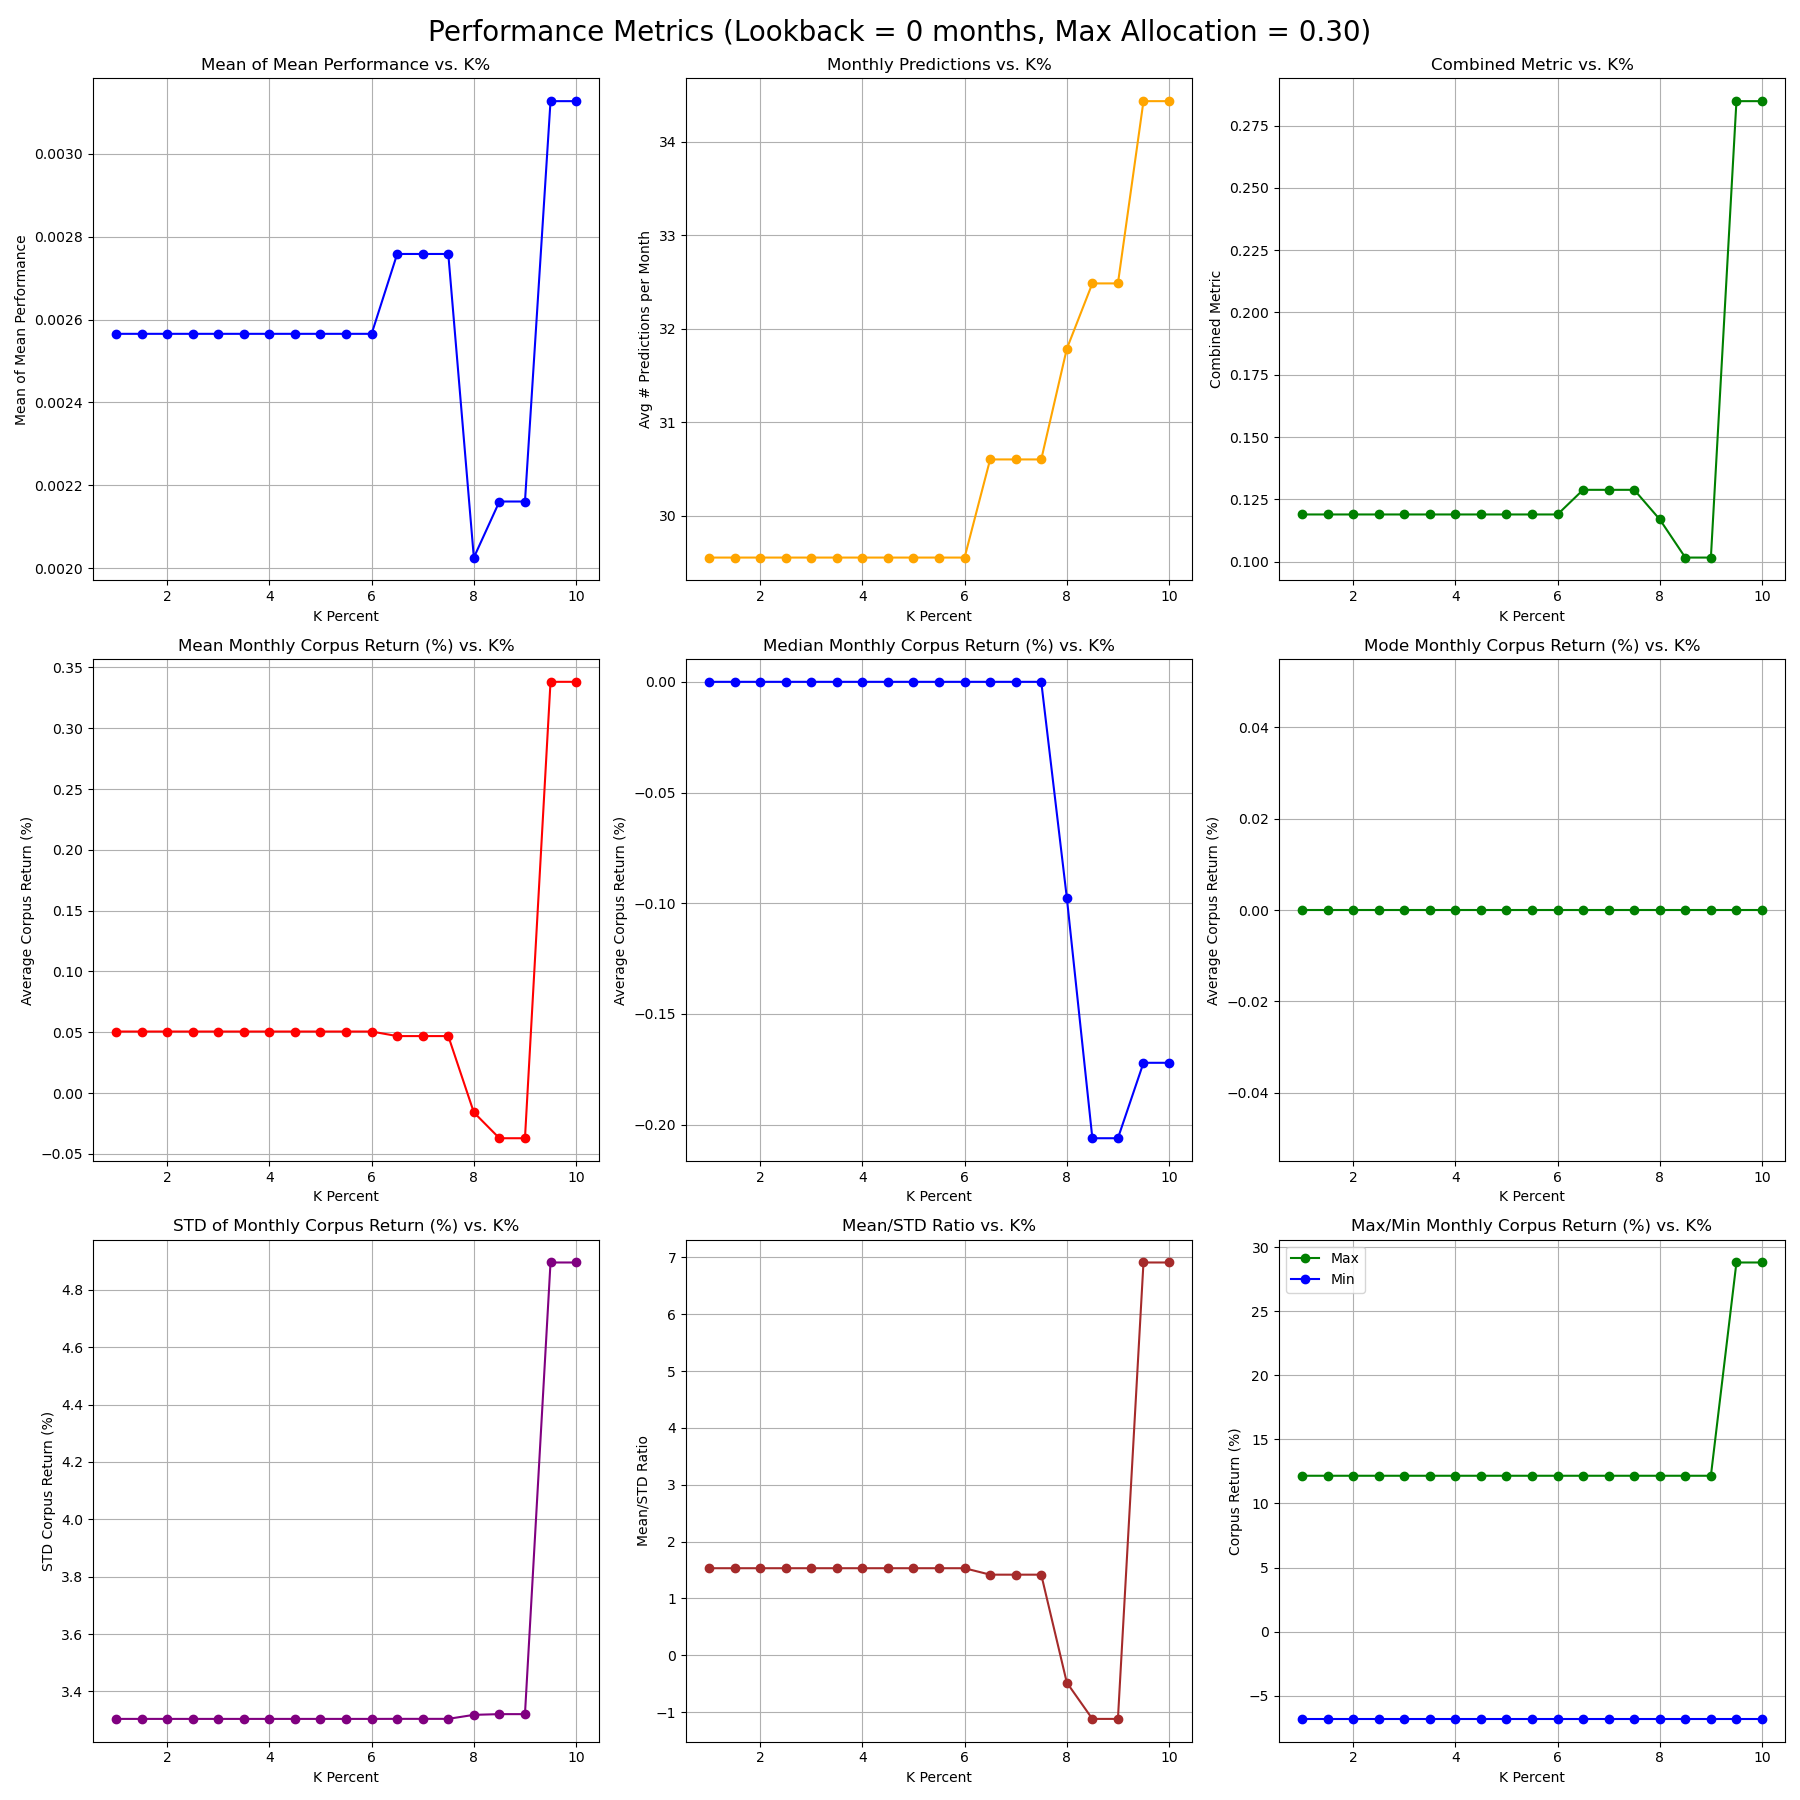 Performance Metrics (Lookback = 0 months, Max Allocation = 0.30)
Mean of Mean Performance vs. K%
Mean of Mean Performance
0.0030
0.0028
0.0026
0.0024
0.0022
0.0020
2 4 6 8 10
K Percent
Monthly Predictions vs. K%
Avg # Predictions per Month
34
33
32
31
30
2 4 6 8 10
K Percent
Combined Metric vs. K%
Combined Metric
0.275
0.250
0.225
0.200
0.175
0.150
0.125
0.100
2 4 6 8 10
K Percent
Mean Monthly Corpus Return (%) vs. K%
Average Corpus Return (%)
0.35
0.30
0.25
0.20
0.15
0.10
0.05
0.00
−0.05
2 4 6 8 10
K Percent
Median Monthly Corpus Return (%) vs. K%
Average Corpus Return (%)
0.00
−0.05
−0.10
−0.15
−0.20
2 4 6 8 10
K Percent
Mode Monthly Corpus Return (%) vs. K%
Average Corpus Return (%)
0.04
0.02
0.00
−0.02
−0.04
2 4 6 8 10
K Percent
STD of Monthly Corpus Return (%) vs. K%
STD Corpus Return (%)
4.8
4.6
4.4
4.2
4.0
3.8
3.6
3.4
2 4 6 8 10
K Percent
Mean/STD Ratio vs. K%
Mean/STD Ratio
7
6
5
4
3
2
1
0
−1
2 4 6 8 10
K Percent
Max/Min Monthly Corpus Return (%) vs. K%
Corpus Return (%)
Max
Min
30
25
20
15
10
5
0
−5
2 4 6 8 10
K Percent